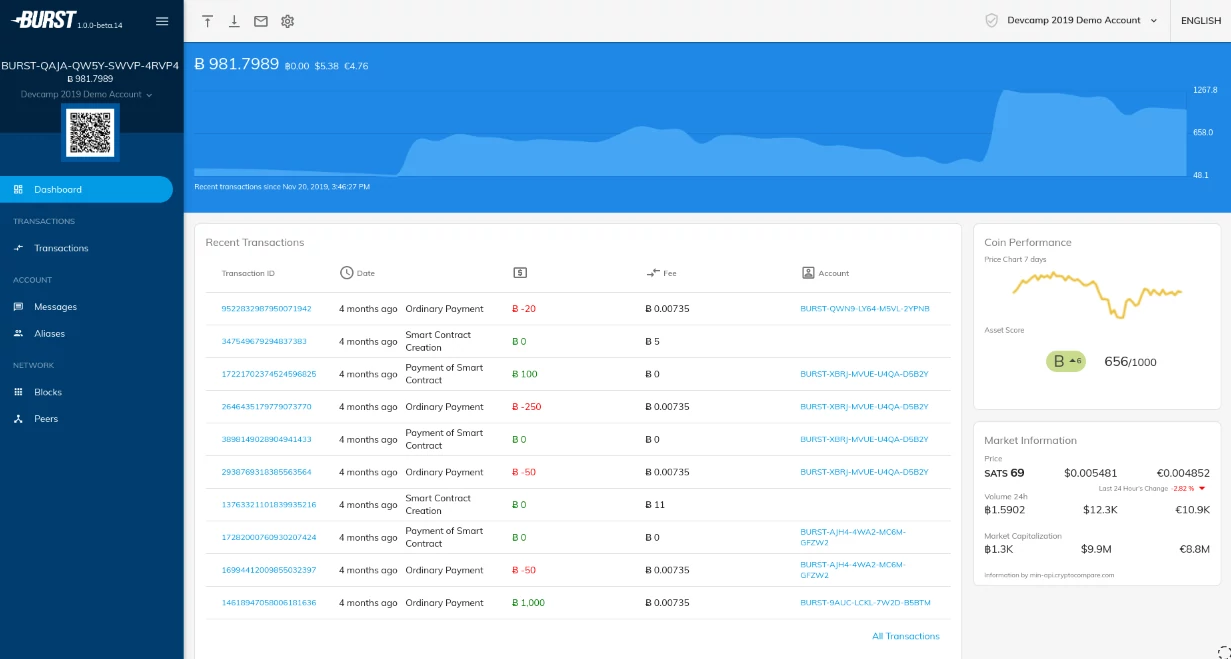 BURST 1.0.0-beta.14
BURST-QAJA-QW5Y-SWVP-4RVP4
Ƀ 981.7989
Devcamp 2019 Demo Account
Dashboard
TRANSACTIONS
Transactions
ACCOUNT
Messages
Aliases
NETWORK
Blocks
Peers
Devcamp 2019 Demo Account
ENGLISH
Ƀ 981.7989 ฿0.00 $5.38 €4.76
1267.8
658.0
48.1
Recent transactions since Nov 20, 2019, 3:46:27 PM
Recent Transactions
Transaction ID Date Fee Account
9522832987950071942 4 months ago Ordinary Payment Ƀ -20 Ƀ 0.00735 BURST-QWN9-LY64-M5VL-2YPNB
347549679294837383 4 months ago Smart Contract Creation Ƀ 0 Ƀ 5
17221702374524596825 4 months ago Payment of Smart Contract Ƀ 100 Ƀ 0 BURST-XBRJ-MVUE-U4QA-D5B2Y
2646435179779073770 4 months ago Ordinary Payment Ƀ -250 Ƀ 0.00735 BURST-XBRJ-MVUE-U4QA-D5B2Y
3898149028904941433 4 months ago Payment of Smart Contract Ƀ 0 Ƀ 0 BURST-XBRJ-MVUE-U4QA-D5B2Y
2938769318385563564 4 months ago Ordinary Payment Ƀ -50 Ƀ 0.00735 BURST-XBRJ-MVUE-U4QA-D5B2Y
13763321101839935216 4 months ago Smart Contract Creation Ƀ 0 Ƀ 11
17282000760930207424 4 months ago Payment of Smart Contract Ƀ 0 Ƀ 0 BURST-AJH4-4WA2-MC6M-GFZW2
16994412009855032397 4 months ago Ordinary Payment Ƀ -50 Ƀ 0.00735 BURST-AJH4-4WA2-MC6M-GFZW2
14618947058006181636 4 months ago Ordinary Payment Ƀ 1,000 Ƀ 0.00735 BURST-9AUC-LCKL-7W2D-B5BTM
All Transactions
Coin Performance
Price Chart 7 days
Asset Score
B 6 656/1000
Market Information
Price
SATS 69 $0.005481 €0.004852
Last 24 Hour's Change -2.82 %
Volume 24h
฿1.5902 $12.3K €10.9K
Market Capitalization
฿1.3K $9.9M €8.8M
Information by min-api.cryptocompare.com